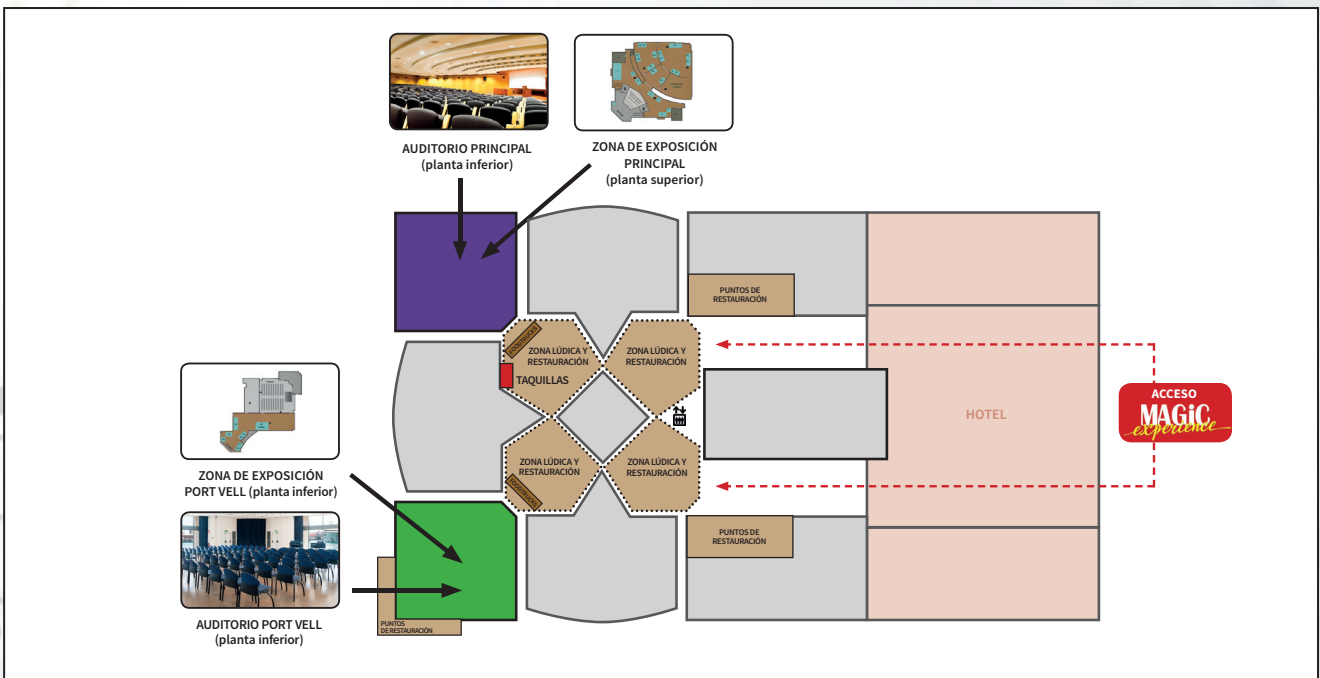 AUDITORIO PRINCIPAL
(planta inferior)
ZONA DE EXPOSICIÓN
PRINCIPAL
(planta superior)
PUNTOS DE
RESTAURACIÓN
FOODTRUCKS
ZONA LÚDICA Y
RESTAURACIÓN
TAQUILLAS
ZONA LÚDICA Y
RESTAURACIÓN
HOTEL
ACCESO
MAGiC
experience
ZONA DE EXPOSICIÓN
PORT VELL (planta inferior)
ZONA LÚDICA Y
RESTAURACIÓN
FOODTRUCKS
ZONA LÚDICA Y
RESTAURACIÓN
PUNTOS DE
RESTAURACIÓN
AUDITORIO PORT VELL
(planta inferior)
PUNTOS
DE RESTAURACIÓN